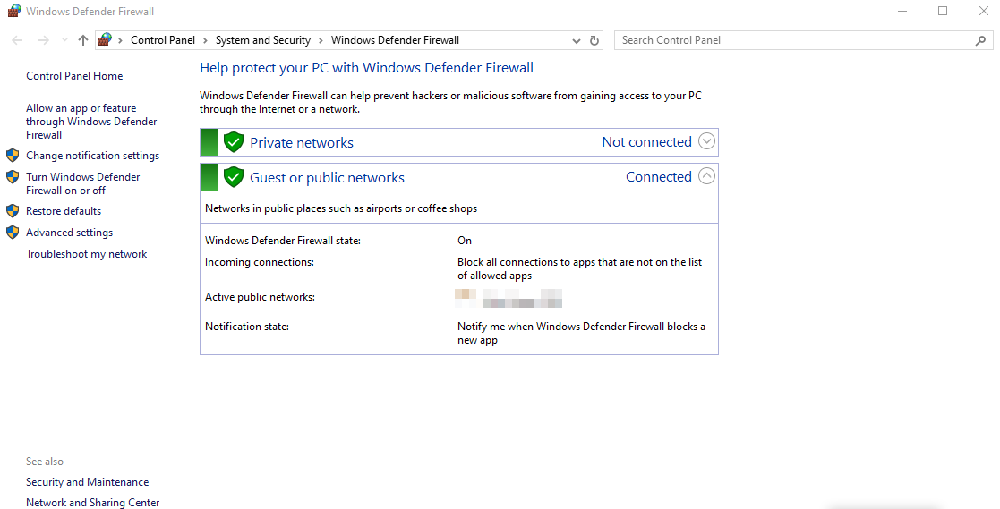 Windows Defender Firewall
Control Panel > System and Security > Windows Defender Firewall
Search Control Panel
Control Panel Home
Allow an app or feature
through Windows Defender
Firewall
Change notification settings
Turn Windows Defender
Firewall on or off
Restore defaults
Advanced settings
Troubleshoot my network
Help protect your PC with Windows Defender Firewall
Windows Defender Firewall can help prevent hackers or malicious software from gaining access to your PC
through the Internet or a network.
Private networks Not connected
Guest or public networks Connected
Networks in public places such as airports or coffee shops
Windows Defender Firewall state: On
Incoming connections: Block all connections to apps that are not on the list
of allowed apps
Active public networks:
Notification state: Notify me when Windows Defender Firewall blocks a
new app
See also
Security and Maintenance
Network and Sharing Center